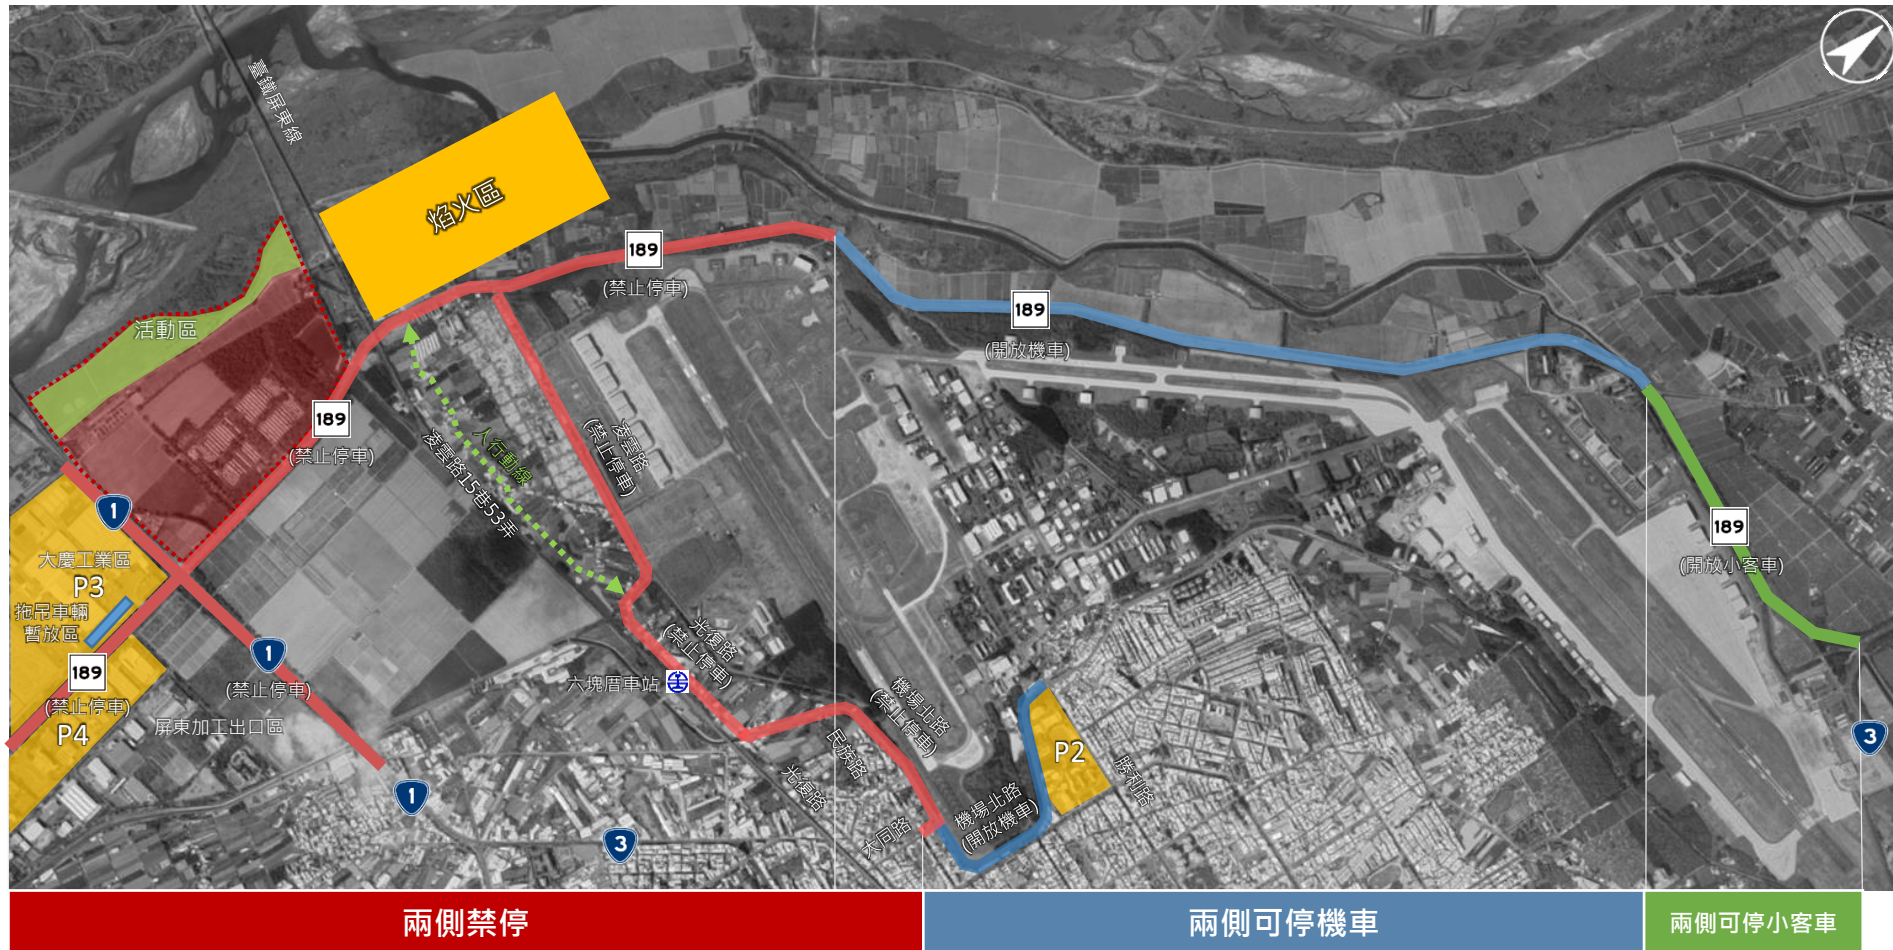 臺鐵屏東線
焰火區
189
(禁止停車)
189
(開放機車)
活動區
189
(禁止停車)
人行動線
凌雲路15巷53弄
凌雲路
(禁止停車)
1
大慶工業區
P3
拖吊車輛
暫放區
189
(禁止停車)
P4
1
(禁止停車)
屏東加工出口區
六塊厝車站
光復路
(禁止停車)
機場北路
(禁止停車)
民族路
光復路
大同路
機場北路
(開放機車)
P2
勝利路
189
(開放小客車)
3
1
3
兩側禁停
兩側可停機車
兩側可停小客車